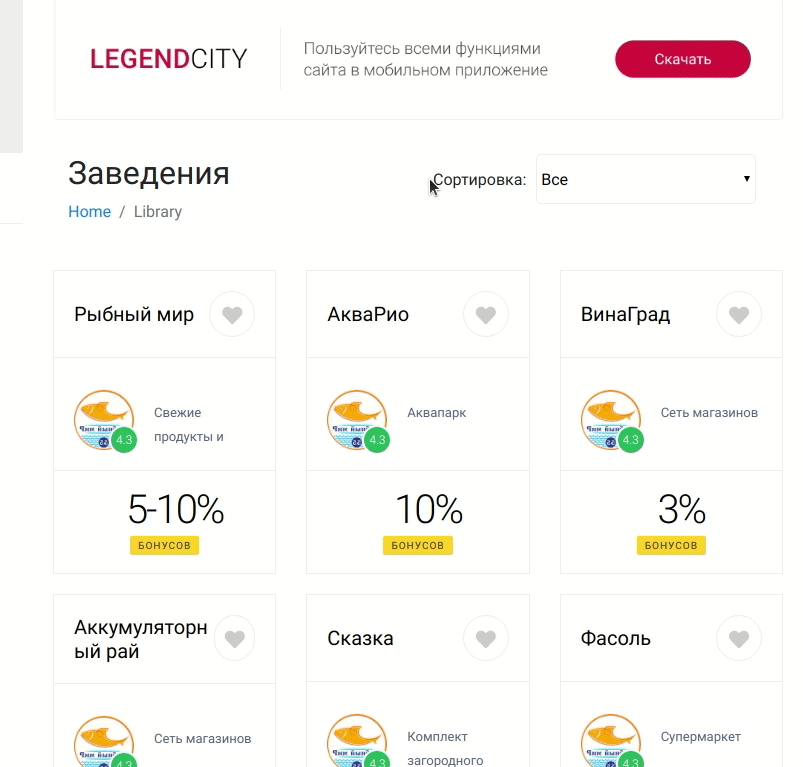 LEGENDCITY
Пользуйтесь всеми функциями
сайта в мобильном приложение
Скачать
Заведения
Сортировка:
Все
Home / Library
Рыбный мир
Свежие
продукты и
4.3
5-10%
БОНУСОВ
АкваРио
Аквапарк
4.3
10%
БОНУСОВ
ВинаГрад
Сеть магазинов
4.3
3%
БОНУСОВ
Аккумуляторн
ый рай
Сеть магазинов
4.3
Сказка
Комплект
загородного
4.3
Фасоль
Супермаркет
4.3